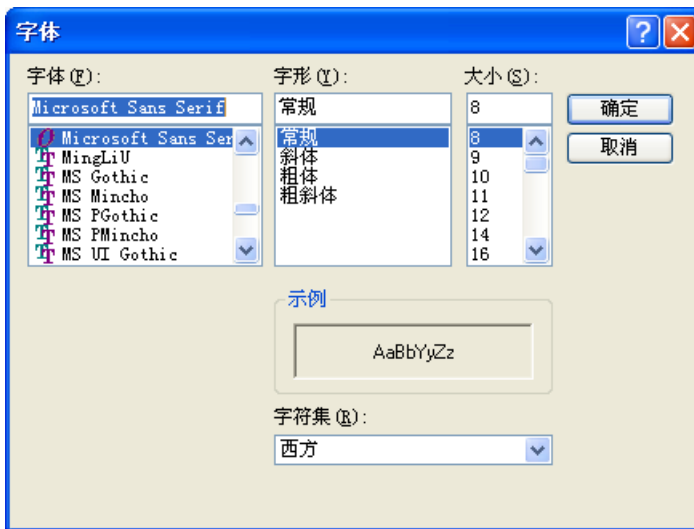 字体
字体(F):
Microsoft Sans Serif
Microsoft Sans Ser
MingLiU
MS Gothic
MS Mincho
MS PGothic
MS PMincho
MS UI Gothic
字形(Y):
常规
常规
斜体
粗体
粗斜体
大小(S):
8
8
9
10
11
12
14
16
确定
取消
示例
AaBbYyZz
字符集(R):
西方